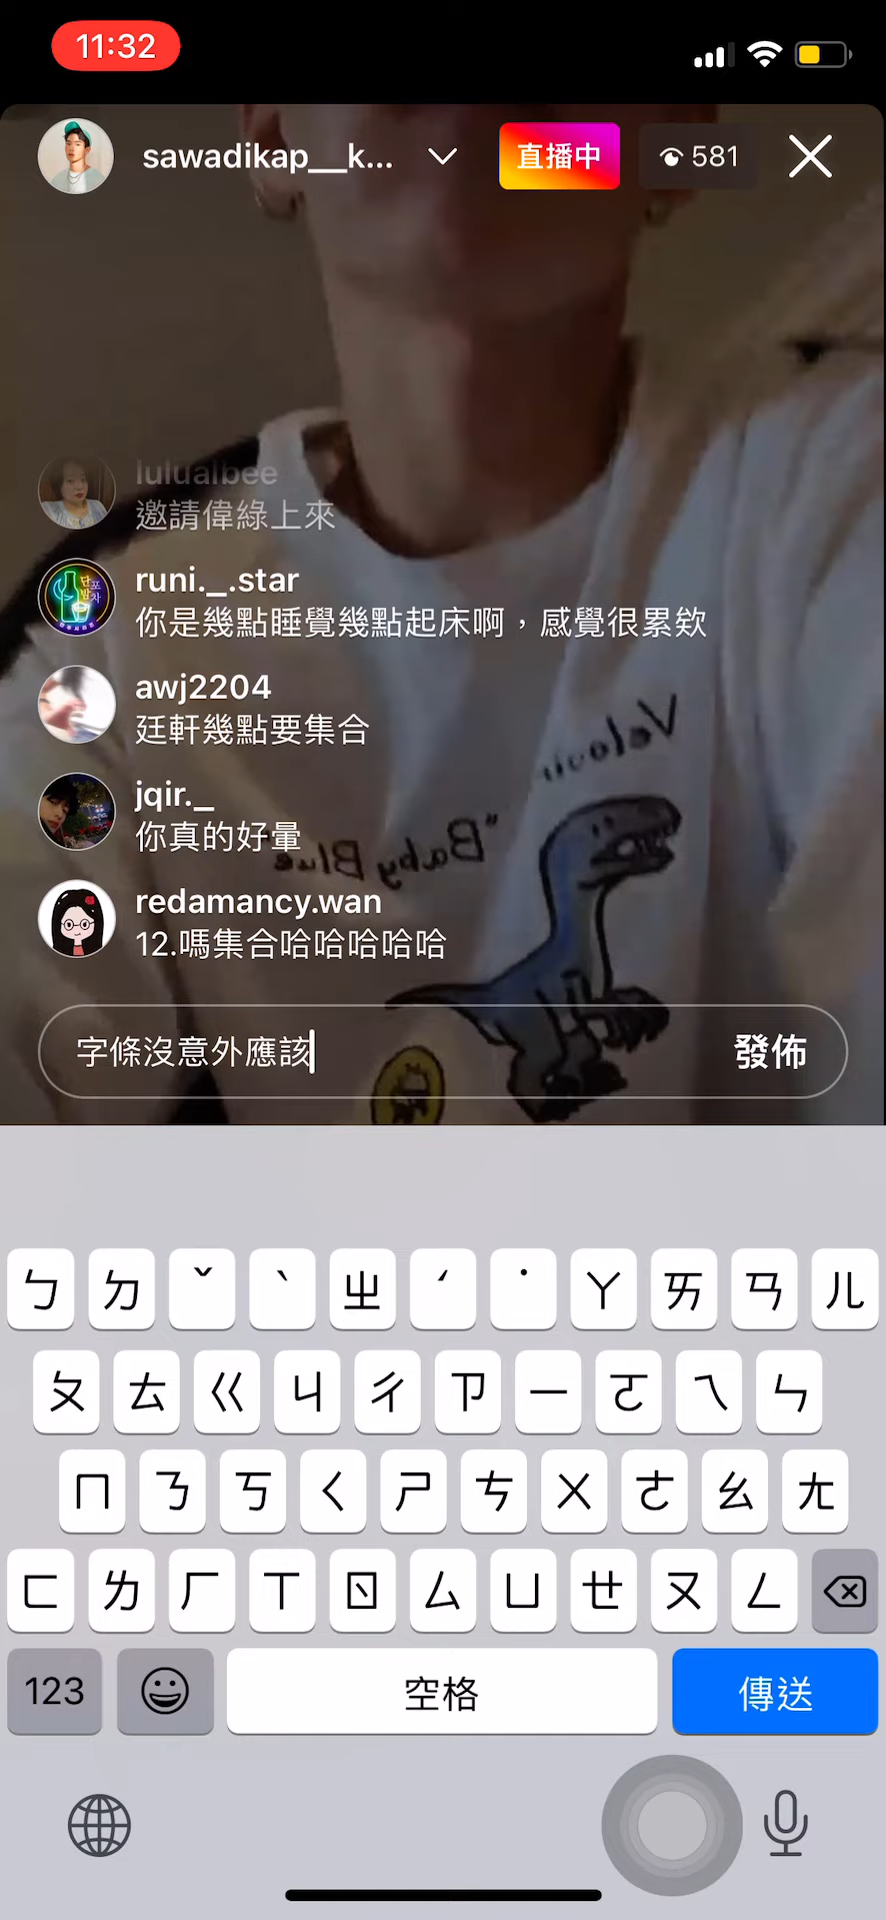 11:32
sawadikap__k...
直播中
581
lulualbee
邀請偉綠上來
runi._.star
你是幾點睡覺幾點起床啊，感覺很累欸
awj2204
廷軒幾點要集合
jqir._
你真的好暈
redamancy.wan
12.嗎集合哈哈哈哈哈
"Baby Blue"
字條沒意外應該
發佈
ㄅ ㄉ ˇ ˋ ㄓ ˊ ˙ ㄚ ㄞ ㄢ ㄦ
ㄆ ㄊ ㄍ ㄐ ㄔ ㄗ ㄧ ㄛ ㄟ ㄣ
ㄇ ㄋ ㄎ ㄑ ㄕ ㄘ ㄨ ㄜ ㄠ ㄤ
ㄈ ㄌ ㄏ ㄒ ㄖ ㄙ ㄩ ㄝ ㄡ ㄥ
123 空格 傳送